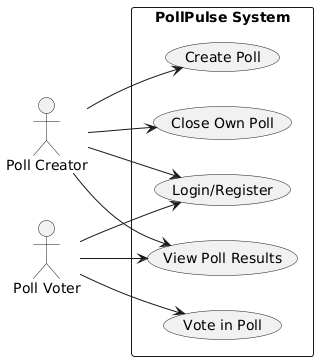 PollPulse System
Create Poll
Close Own Poll
Poll Creator
Login/Register
View Poll Results
Poll Voter
Vote in Poll